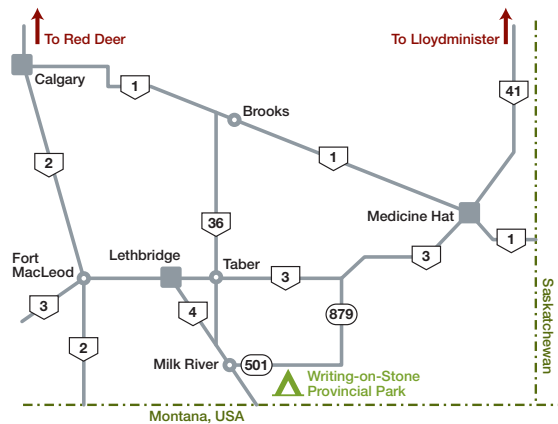 To Red Deer
To Lloydminister
Calgary
1
41
Brooks
2
1
36
Medicine Hat
1
Fort
MacLeod
Lethbridge
Taber
3
3
3
4
879
2
Milk River
501
Writing-on-Stone
Provincial Park
Saskatchewan
Montana, USA